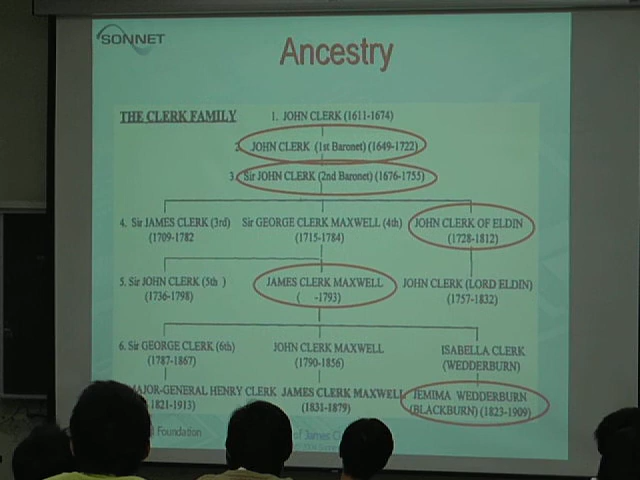 SONNET
Ancestry
THE CLERK FAMILY
1. JOHN CLERK (1611-1674)
2. JOHN CLERK (1st Baronet) (1649-1722)
3. Sir JOHN CLERK (2nd Baronet) (1676-1755)
4. Sir JAMES CLERK (3rd) Sir GEORGE CLERK MAXWELL (4th) JOHN CLERK OF ELDIN
(1709-1782 (1715-1784) (1728-1812)
5. Sir JOHN CLERK (5th ) JAMES CLERK MAXWELL JOHN CLERK (LORD ELDIN)
(1736-1798) ( -1793) (1757-1832)
6. Sir GEORGE CLERK (6th) JOHN CLERK MAXWELL ISABELLA CLERK
(1787-1867) (1790-1856) (WEDDERBURN)
MAJOR-GENERAL HENRY CLERK JAMES CLERK MAXWELL JEMIMA WEDDERBURN
1821-1913) (1831-1879) (BLACKBURN) (1823-1909)
Foundation of James